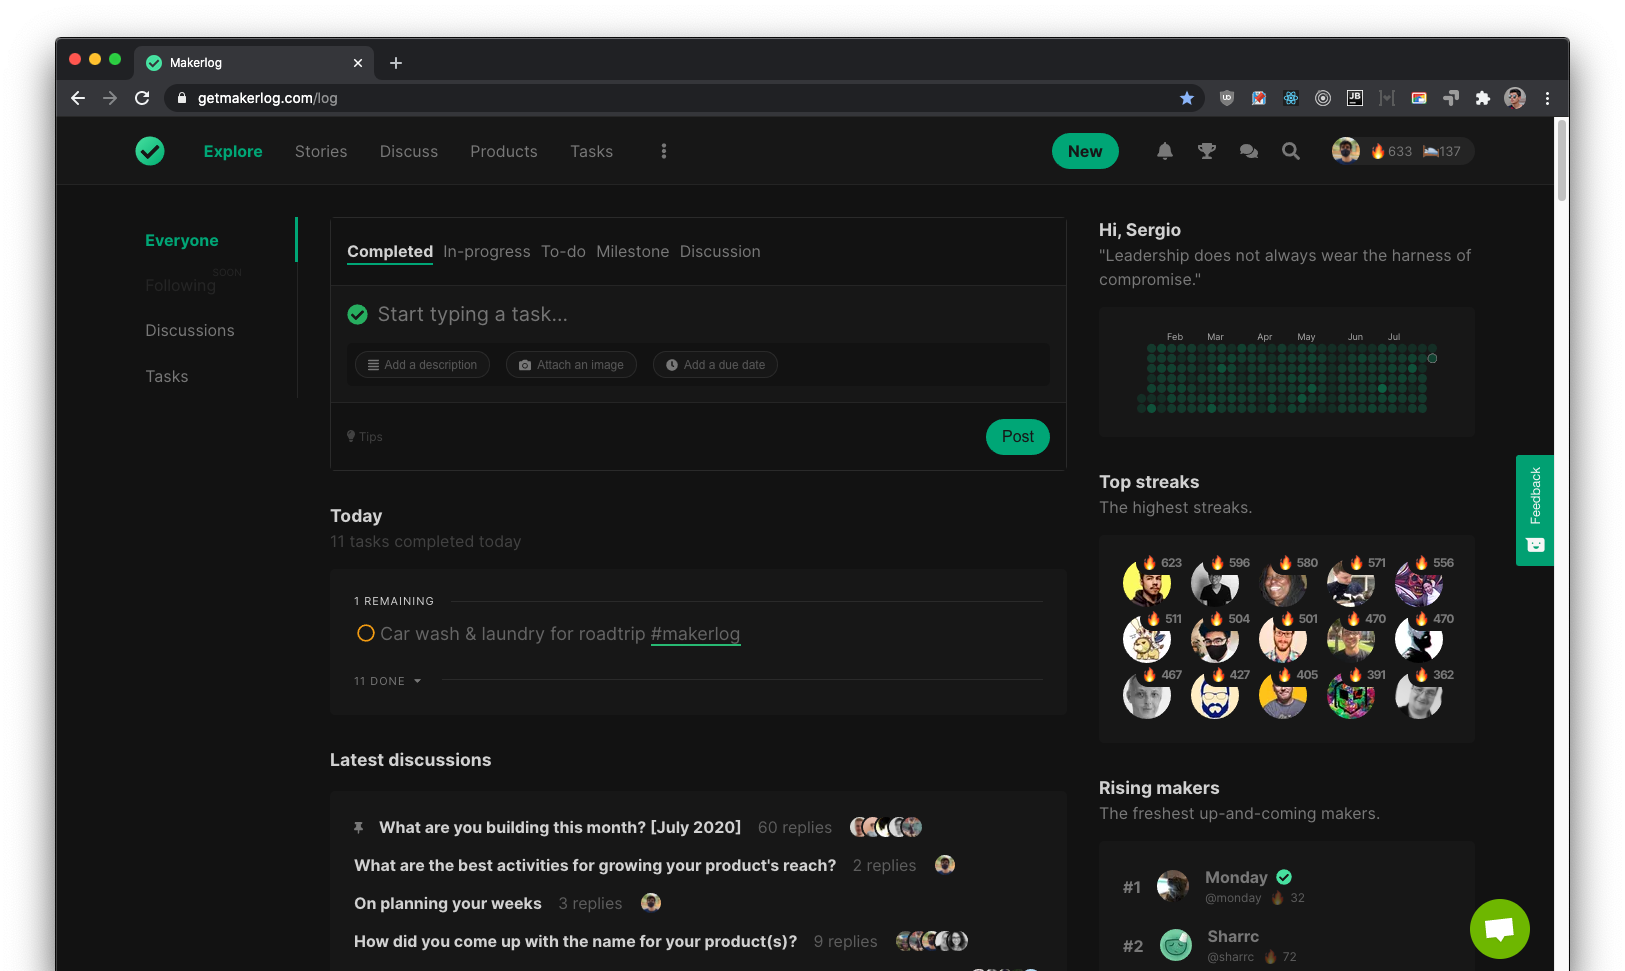 Makerlog
getmakerlog.com/log
Explore Stories Discuss Products Tasks New 633 137
Everyone
SOON
Following
Discussions
Tasks
Completed In-progress To-do Milestone Discussion
Start typing a task...
Add a description Attach an image Add a due date
Tips Post
Today
11 tasks completed today
1 REMAINING
Car wash & laundry for roadtrip #makerlog
11 DONE
Latest discussions
What are you building this month? [July 2020] 60 replies
What are the best activities for growing your product's reach? 2 replies
On planning your weeks 3 replies
How did you come up with the name for your product(s)? 9 replies
Hi, Sergio
"Leadership does not always wear the harness of
compromise."
Feb Mar Apr May Jun Jul
Top streaks
The highest streaks.
623 596 580 571 556
511 504 501 470 470
467 427 405 391 362
Rising makers
The freshest up-and-coming makers.
#1 Monday
@monday 32
#2 Sharrc
@sharrc 72
Feedback
JB